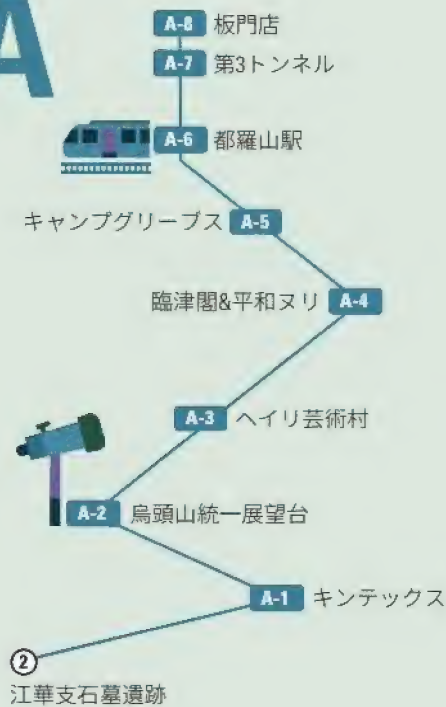 A
A-8 板門店
A-7 第3トンネル
A-6 都羅山駅
キャンプグリーブス A-5
臨津閣&平和ヌリ A-4
A-3 ヘイリ芸術村
A-2 烏頭山統一展望台
A-1 キンテックス
②
江華支石墓遺跡